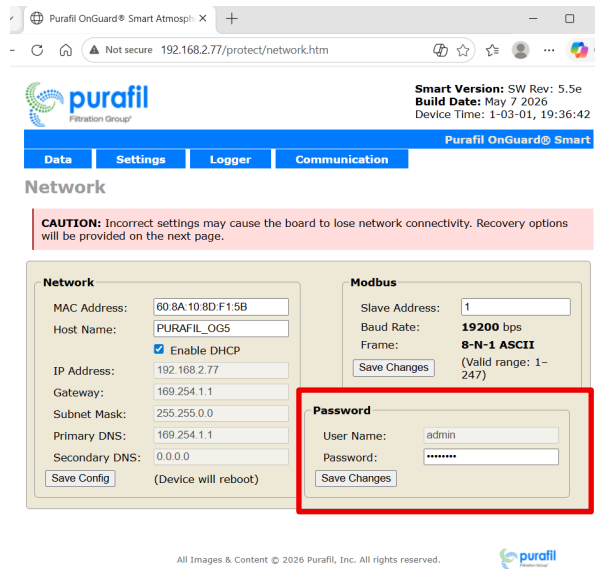 Purafil OnGuard® Smart Atmosph
Not secure 192.168.2.77/protect/network.htm
purafil
Filtration Group®
Smart Version: SW Rev: 5.5e
Build Date: May 7 2026
Device Time: 1-03-01, 19:36:42
Purafil OnGuard® Smart
Data Settings Logger Communication
Network
CAUTION: Incorrect settings may cause the board to lose network connectivity. Recovery options
will be provided on the next page.
Network
MAC Address: 60:8A:10:8D:F1:5B
Host Name: PURAFIL_OG5
Enable DHCP
IP Address: 192.168.2.77
Gateway: 169.254.1.1
Subnet Mask: 255.255.0.0
Primary DNS: 169.254.1.1
Secondary DNS: 0.0.0.0
Save Config (Device will reboot)
Modbus
Slave Address: 1
Baud Rate: 19200 bps
Frame: 8-N-1 ASCII
Save Changes (Valid range: 1–
247)
Password
User Name: admin
Password: ••••••••
Save Changes
All Images & Content © 2026 Purafil, Inc. All rights reserved.
purafil
Filtration Group®